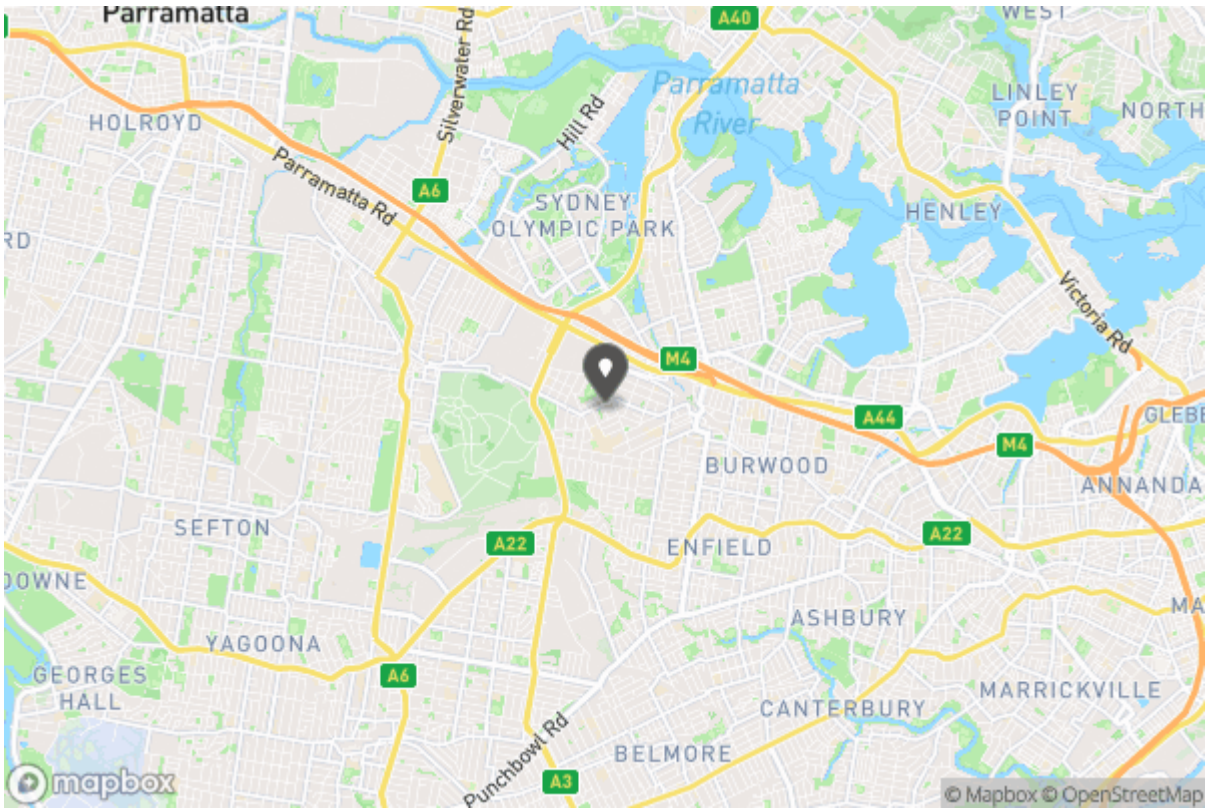 Parramatta
A40
WEST
Silverwater Rd
Parramatta
River
LINLEY
POINT
NORTH
HOLROYD
Hill Rd
Parramatta Rd
A6
SYDNEY
OLYMPIC PARK
HENLEY
RD
Victoria Rd
M4
A44
GLEBE
M4
BURWOOD
ANNANDA
SEFTON
A22
ENFIELD
A22
DOWNE
ASHBURY
MA
YAGOONA
GEORGES
HALL
A6
MARRICKVILLE
CANTERBURY
Punchbowl Rd
BELMORE
A3
mapbox
© Mapbox © OpenStreetMap